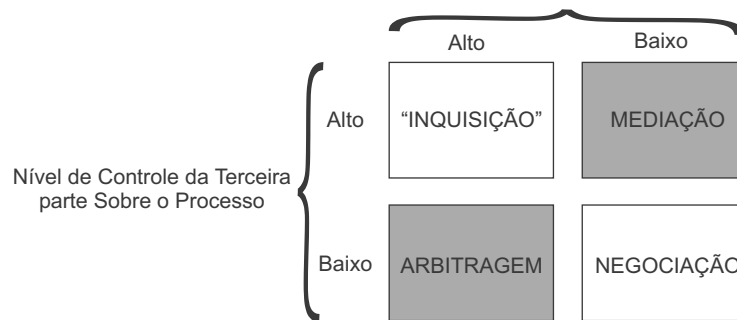 Alto Baixo
Alto "INQUISIÇÃO" MEDIAÇÃO
Nível de Controle da Terceira
parte Sobre o Processo
Baixo ARBITRAGEM NEGOCIAÇÃO